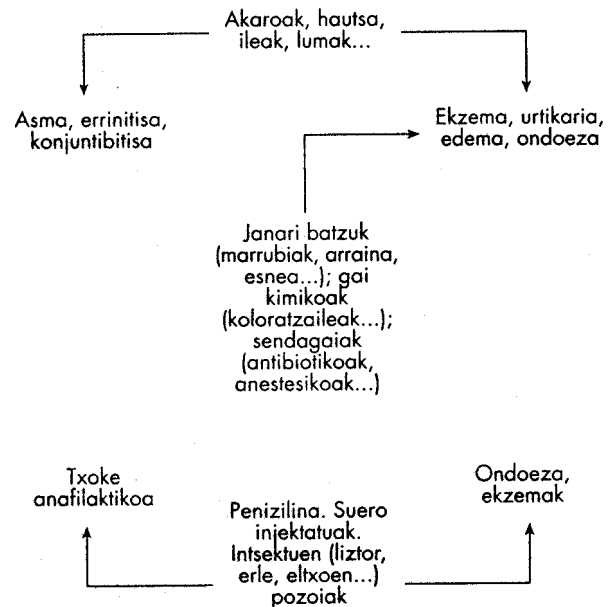 Akaroak, hautsa,
ileak, lumak...
Asma, errinitisa,
konjuntibitisa
Ekzema, urtikaria,
edema, ondoeza
Janari batzuk
(marrubiak, arraina,
esnea...); gai
kimikoak
(koloratzaileak...);
sendagaiak
(antibiotikoak,
anestesikoak...)
Txoke
anafilaktikoa
Ondoeza,
ekzemak
Penizilina. Suero
injektatuak.
Intsektuen (liztor,
erle, eltxoen...)
pozoiak